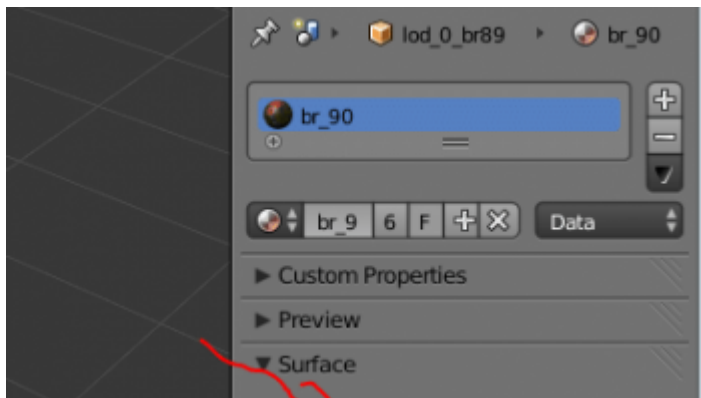 lod_0_br89 br_90
br_90
br_9 6 F Data
Custom Properties
Preview
Surface